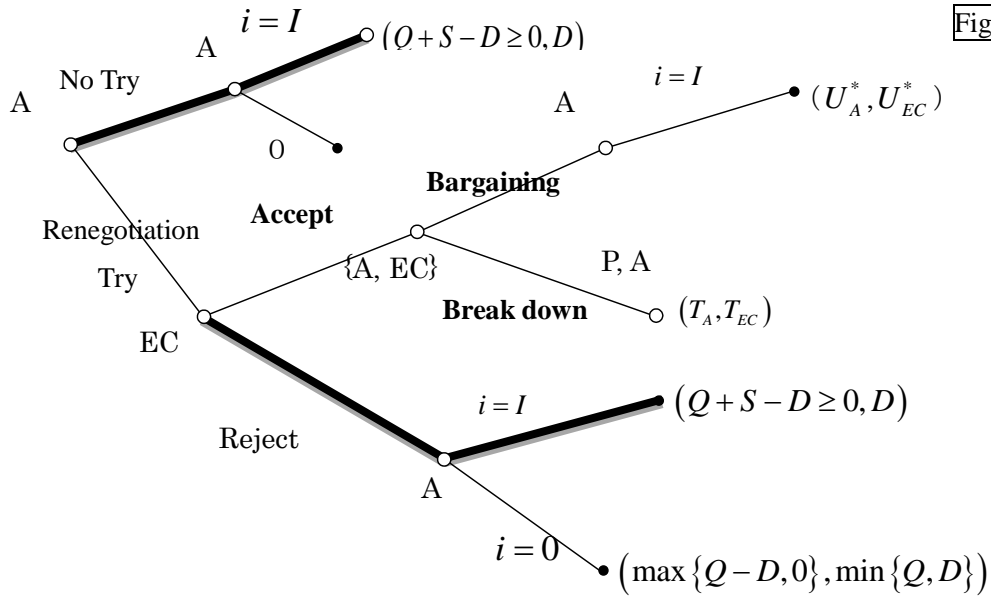 i = I
(Q + S − D ≥ 0, D)
Fig
A
No Try
A
i = I
A
(U*_A, U*_EC)
0
Bargaining
Accept
Renegotiation
Try
{A, EC}
P, A
Break down
(T_A, T_EC)
EC
i = I
(Q + S − D ≥ 0, D)
Reject
A
i = 0
(max{Q − D, 0}, min{Q, D})